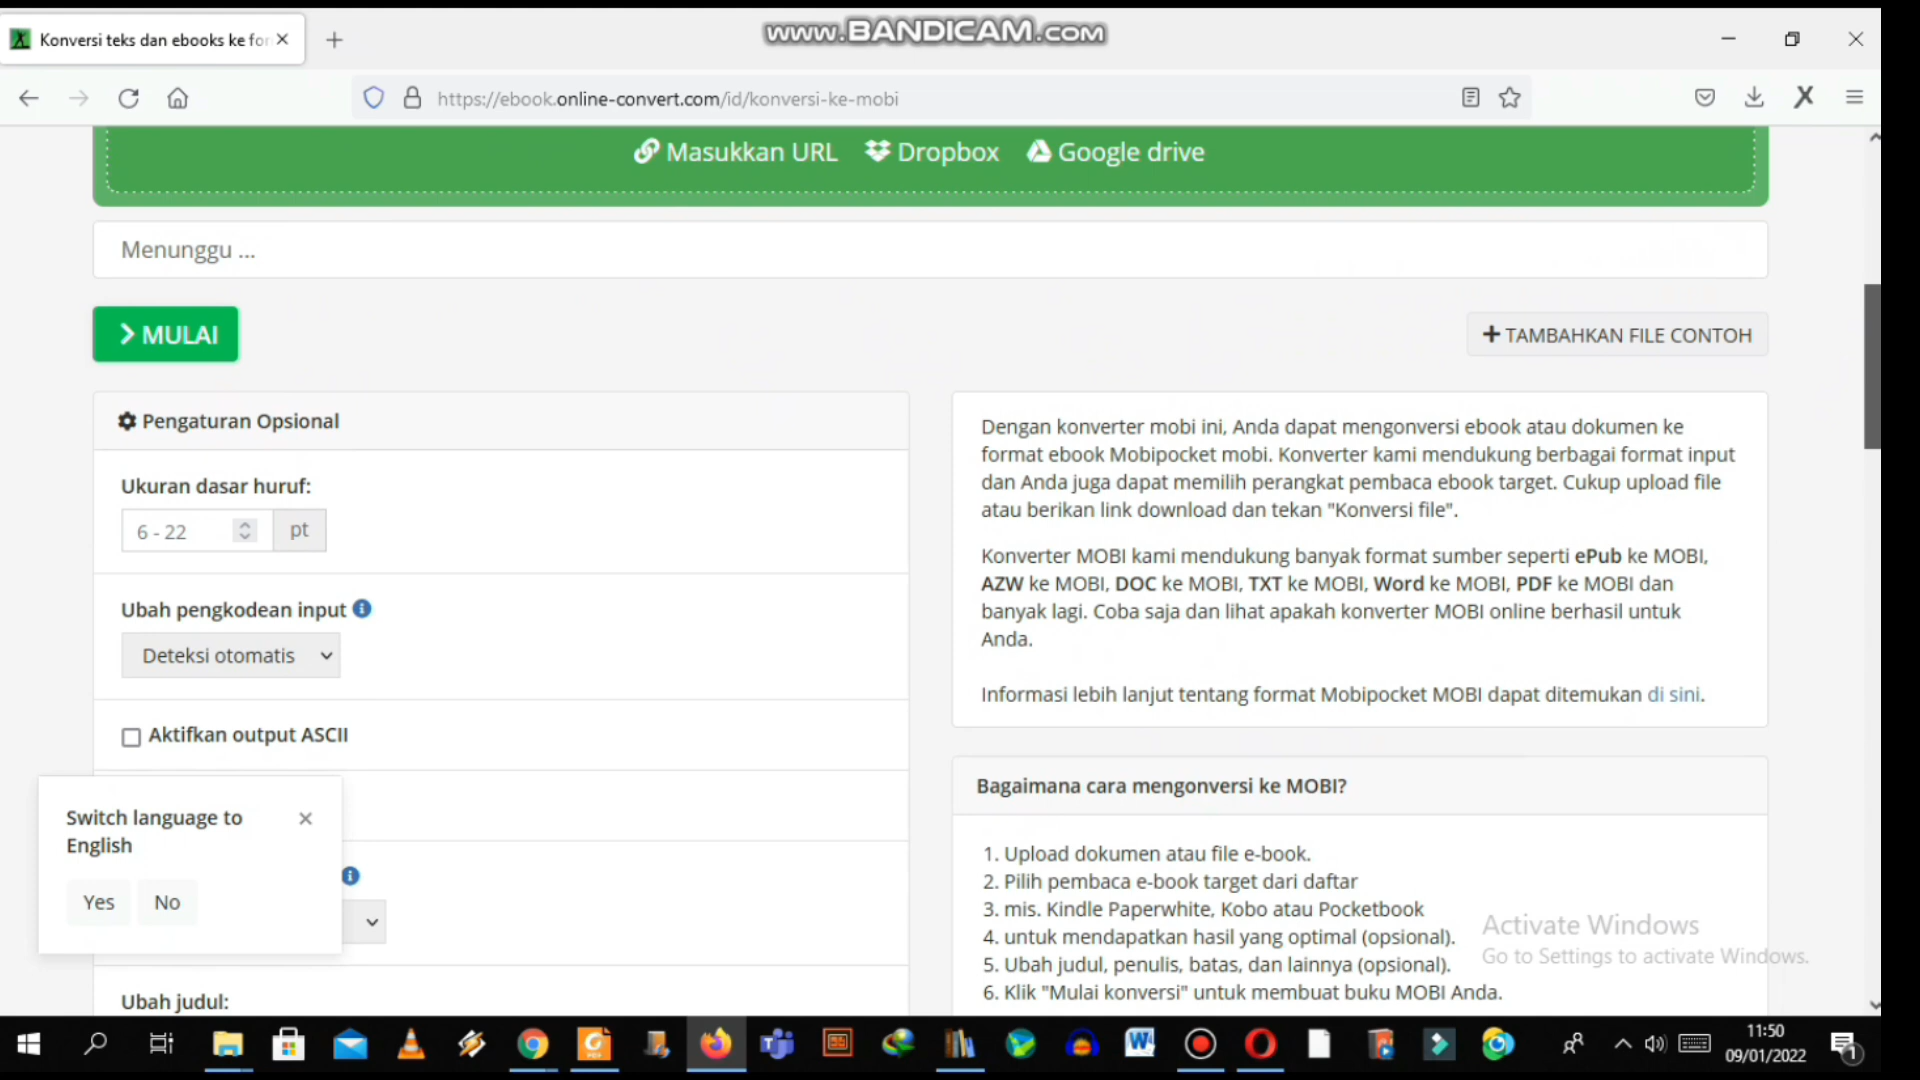 www.BANDICAM.com
Konversi teks dan ebooks ke for
https://ebook.online-convert.com/id/konversi-ke-mobi
Masukkan URL Dropbox Google drive
Menunggu ...
MULAI
TAMBAHKAN FILE CONTOH
Pengaturan Opsional
Ukuran dasar huruf:
6 - 22 pt
Ubah pengkodean input
Deteksi otomatis
Aktifkan output ASCII
Switch language to
English
Yes No
Ubah judul:
Dengan konverter mobi ini, Anda dapat mengonversi ebook atau dokumen ke
format ebook Mobipocket mobi. Konverter kami mendukung berbagai format input
dan Anda juga dapat memilih perangkat pembaca ebook target. Cukup upload file
atau berikan link download dan tekan "Konversi file".
Konverter MOBI kami mendukung banyak format sumber seperti ePub ke MOBI,
AZW ke MOBI, DOC ke MOBI, TXT ke MOBI, Word ke MOBI, PDF ke MOBI dan
banyak lagi. Coba saja dan lihat apakah konverter MOBI online berhasil untuk
Anda.
Informasi lebih lanjut tentang format Mobipocket MOBI dapat ditemukan di sini.
Bagaimana cara mengonversi ke MOBI?
1. Upload dokumen atau file e-book.
2. Pilih pembaca e-book target dari daftar
3. mis. Kindle Paperwhite, Kobo atau Pocketbook
4. untuk mendapatkan hasil yang optimal (opsional).
5. Ubah judul, penulis, batas, dan lainnya (opsional).
6. Klik "Mulai konversi" untuk membuat buku MOBI Anda.
Activate Windows
Go to Settings to activate Windows.
11:50
09/01/2022
1